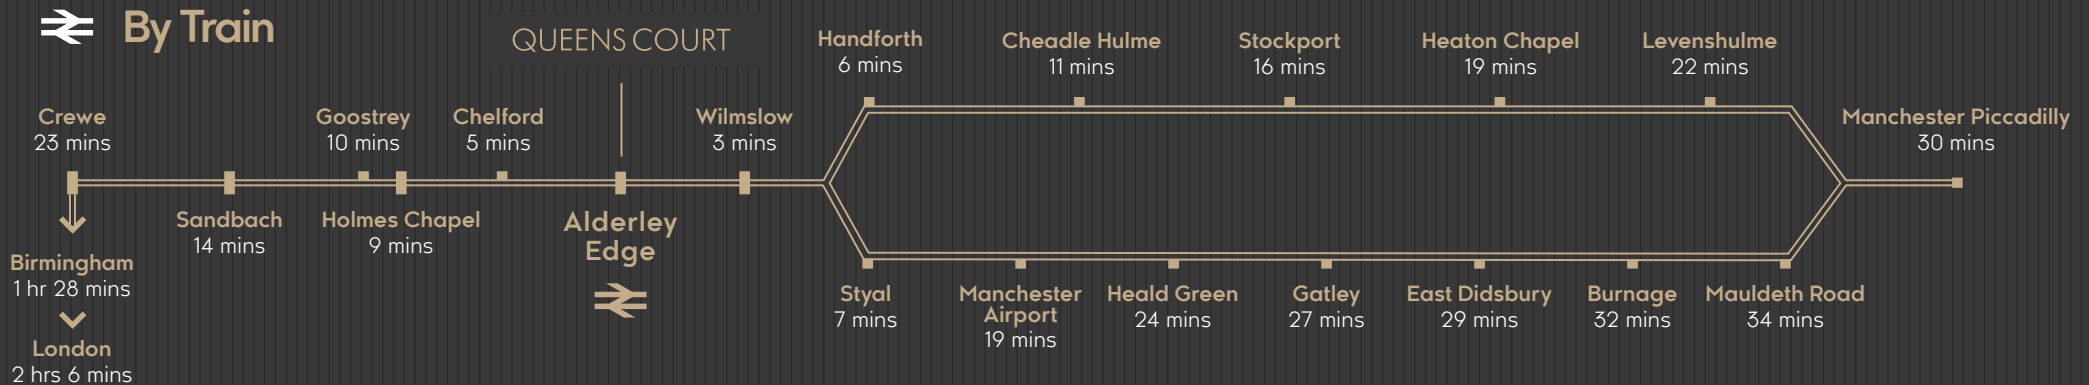 By Train
QUEENS COURT
Crewe
23 mins
Goostrey
10 mins
Chelford
5 mins
Wilmslow
3 mins
Handforth
6 mins
Cheadle Hulme
11 mins
Stockport
16 mins
Heaton Chapel
19 mins
Levenshulme
22 mins
Manchester Piccadilly
30 mins
Birmingham
1 hr 28 mins
London
2 hrs 6 mins
Sandbach
14 mins
Holmes Chapel
9 mins
Alderley
Edge
Styal
7 mins
Manchester
Airport
19 mins
Heald Green
24 mins
Gatley
27 mins
East Didsbury
29 mins
Burnage
32 mins
Mauldeth Road
34 mins